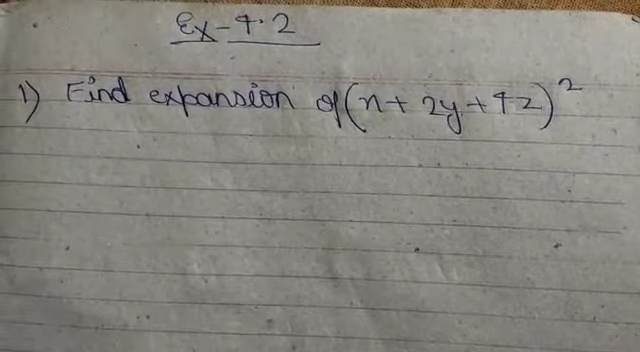 Ex-4.2
1) Find expansion of (x + 2y + 4z)²